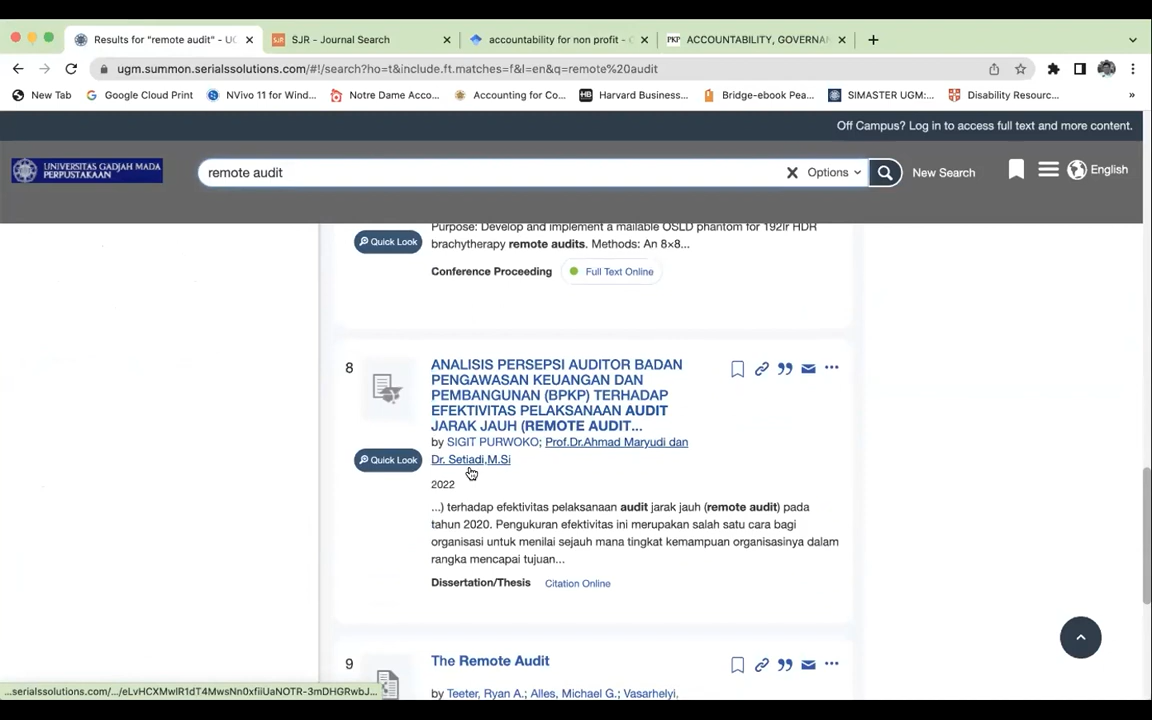 Results for "remote audit" - UC
SJR - Journal Search
accountability for non profit -
PKP ACCOUNTABILITY, GOVERNAN
ugm.summon.serialssolutions.com/#!/search?ho=t&include.ft.matches=f&l=en&q=remote%20audit
New Tab
Google Cloud Print
NVivo 11 for Wind...
Notre Dame Acco...
Accounting for Co...
Harvard Business...
Bridge-ebook Pea...
SIMASTER UGM:...
Disability Resourc...
»
Off Campus? Log in to access full text and more content.
UNIVERSITAS GADJAH MADA
PERPUSTAKAAN
remote audit
Options
New Search
English
Purpose: Develop and implement a mailable OSLD phantom for 192Ir HDR
Quick Look
brachytherapy remote audits. Methods: An 8×8...
Conference Proceeding
Full Text Online
8
ANALISIS PERSEPSI AUDITOR BADAN
PENGAWASAN KEUANGAN DAN
PEMBANGUNAN (BPKP) TERHADAP
EFEKTIVITAS PELAKSANAAN AUDIT
JARAK JAUH (REMOTE AUDIT...
by SIGIT PURWOKO; Prof.Dr.Ahmad Maryudi dan
Quick Look
Dr. Setiadi,M.Si
2022
...) terhadap efektivitas pelaksanaan audit jarak jauh (remote audit) pada
tahun 2020. Pengukuran efektivitas ini merupakan salah satu cara bagi
organisasi untuk menilai sejauh mana tingkat kemampuan organisasinya dalam
rangka mencapai tujuan...
Dissertation/Thesis
Citation Online
9
The Remote Audit
by Teeter, Ryan A.; Alles, Michael G.; Vasarhelyi,